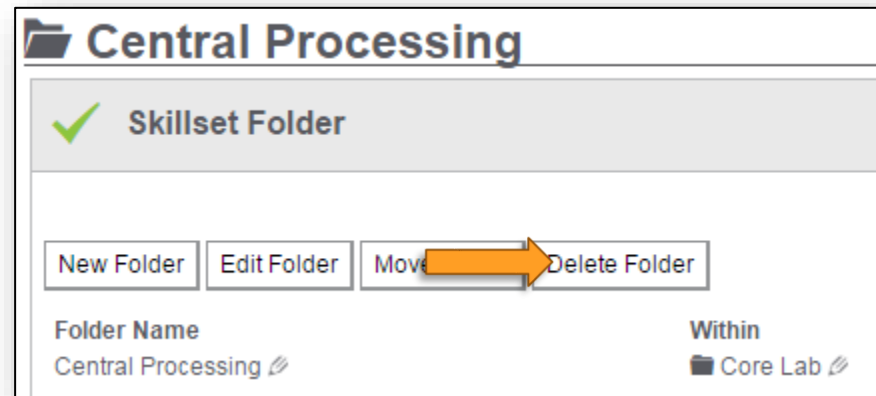 Central Processing
Skillset Folder
New Folder Edit Folder Move Delete Folder
Folder Name Within
Central Processing Core Lab